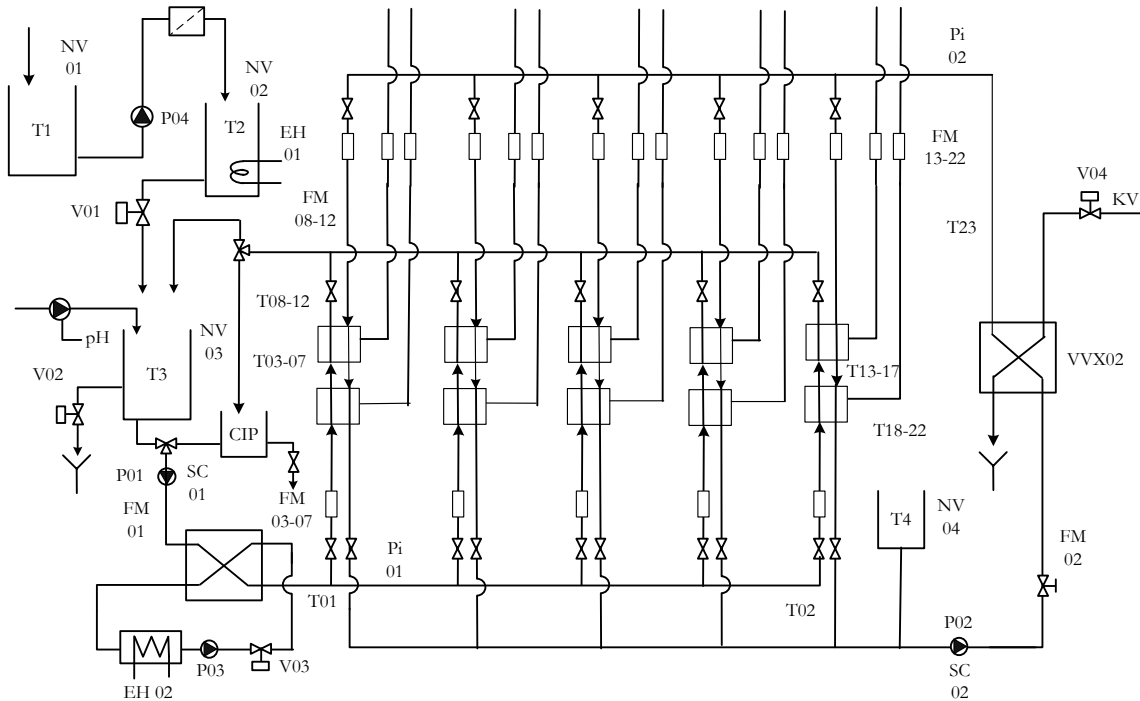 NV
01
T1
P04
NV
02
T2
EH
01
V01
FM
08-12
Pi
02
FM
13-22
V04
KV
T23
T08-12
pH
NV
03
T03-07
T3
V02
VVX02
T13-17
T18-22
CIP
P01
SC
01
FM
01
FM
03-07
T4
NV
04
FM
02
Pi
01
T01
T02
P02
SC
02
P03
V03
EH 02